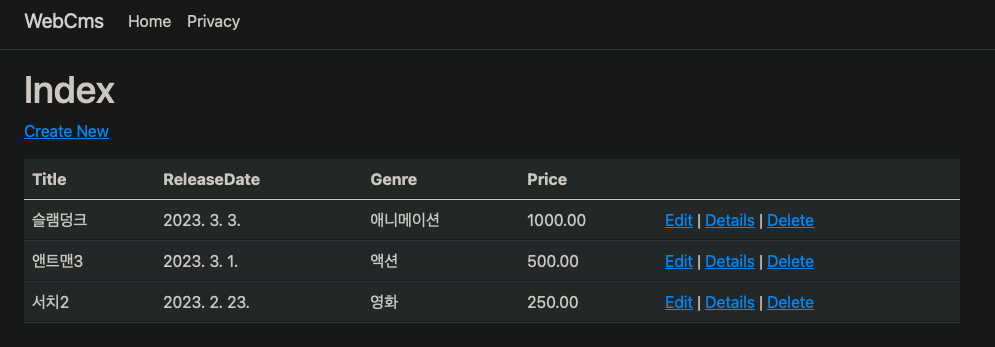 WebCms Home Privacy
Index
Create New
Title ReleaseDate Genre Price
슬램덩크 2023. 3. 3. 애니메이션 1000.00 Edit | Details | Delete
앤트맨3 2023. 3. 1. 액션 500.00 Edit | Details | Delete
서치2 2023. 2. 23. 영화 250.00 Edit | Details | Delete